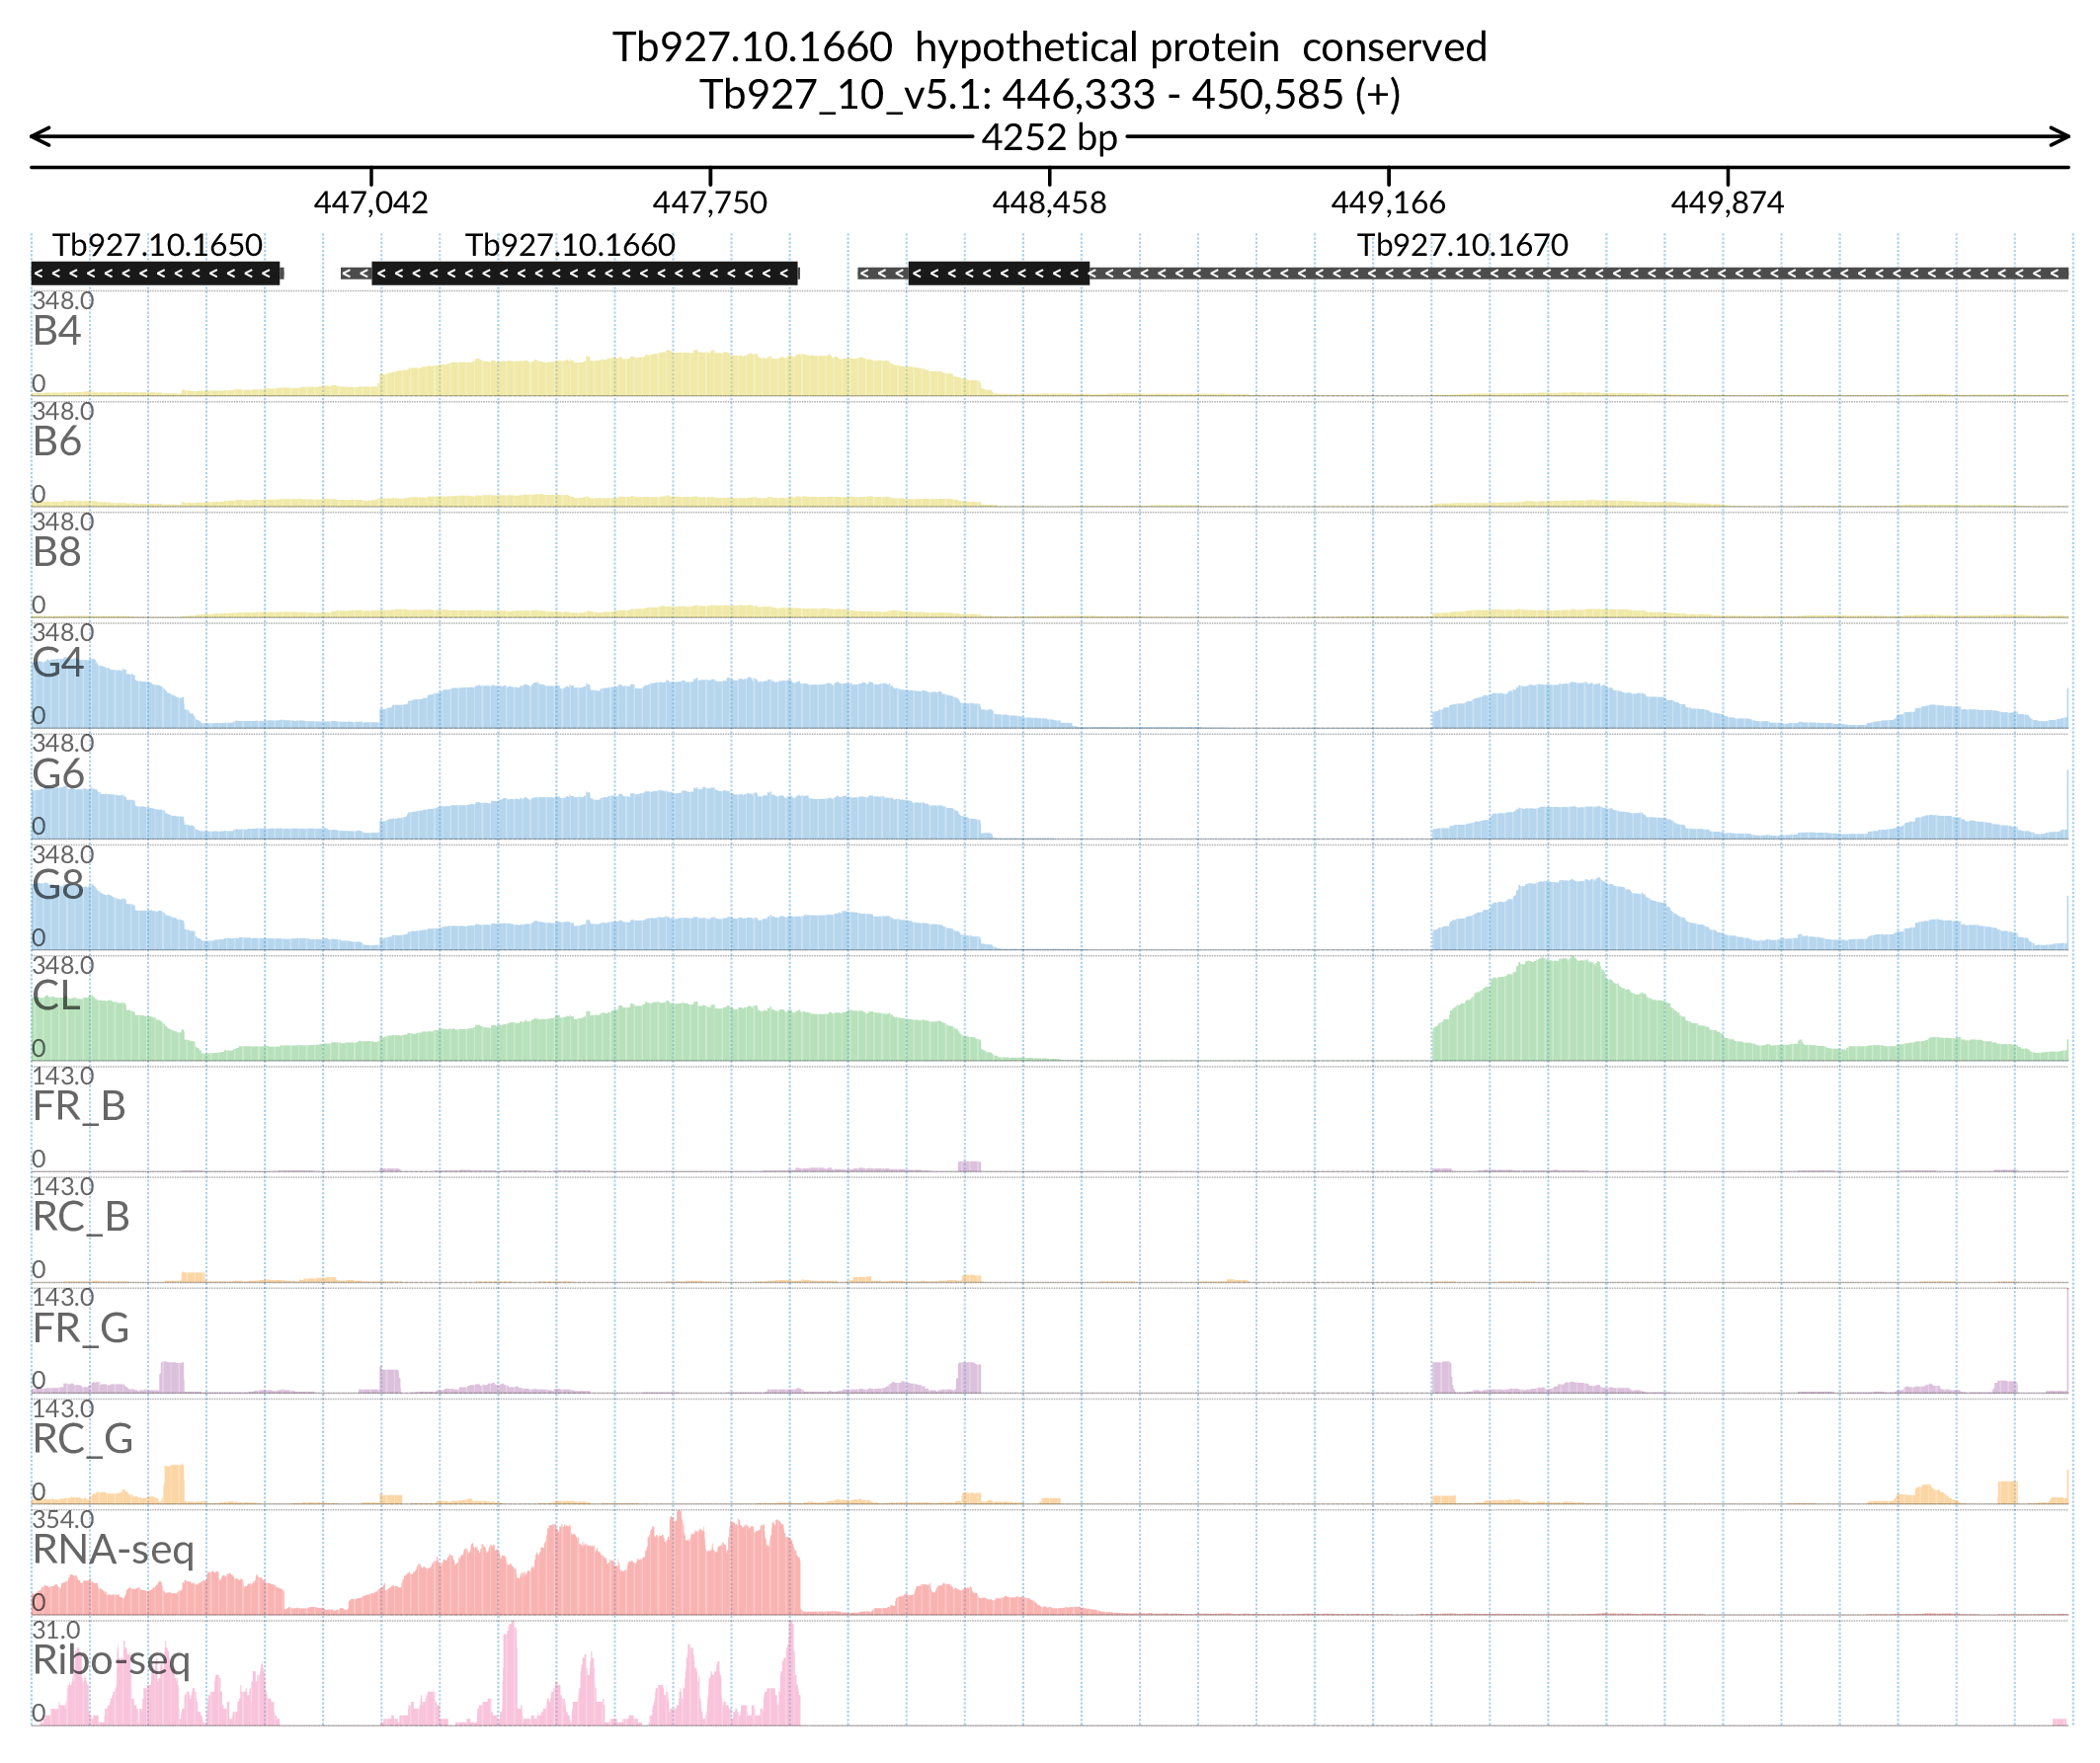 Tb927.10.1660  hypothetical protein  conserved
Tb927_10_v5.1: 446,333 - 450,585 (+)
4252 bp
447,042 447,750 448,458 449,166 449,874
Tb927.10.1650 Tb927.10.1660 Tb927.10.1670
348.0
B4
0
348.0
B6
0
348.0
B8
0
348.0
G4
0
348.0
G6
0
348.0
G8
0
348.0
CL
0
143.0
FR_B
0
143.0
RC_B
0
143.0
FR_G
0
143.0
RC_G
0
354.0
RNA-seq
0
31.0
Ribo-seq
0